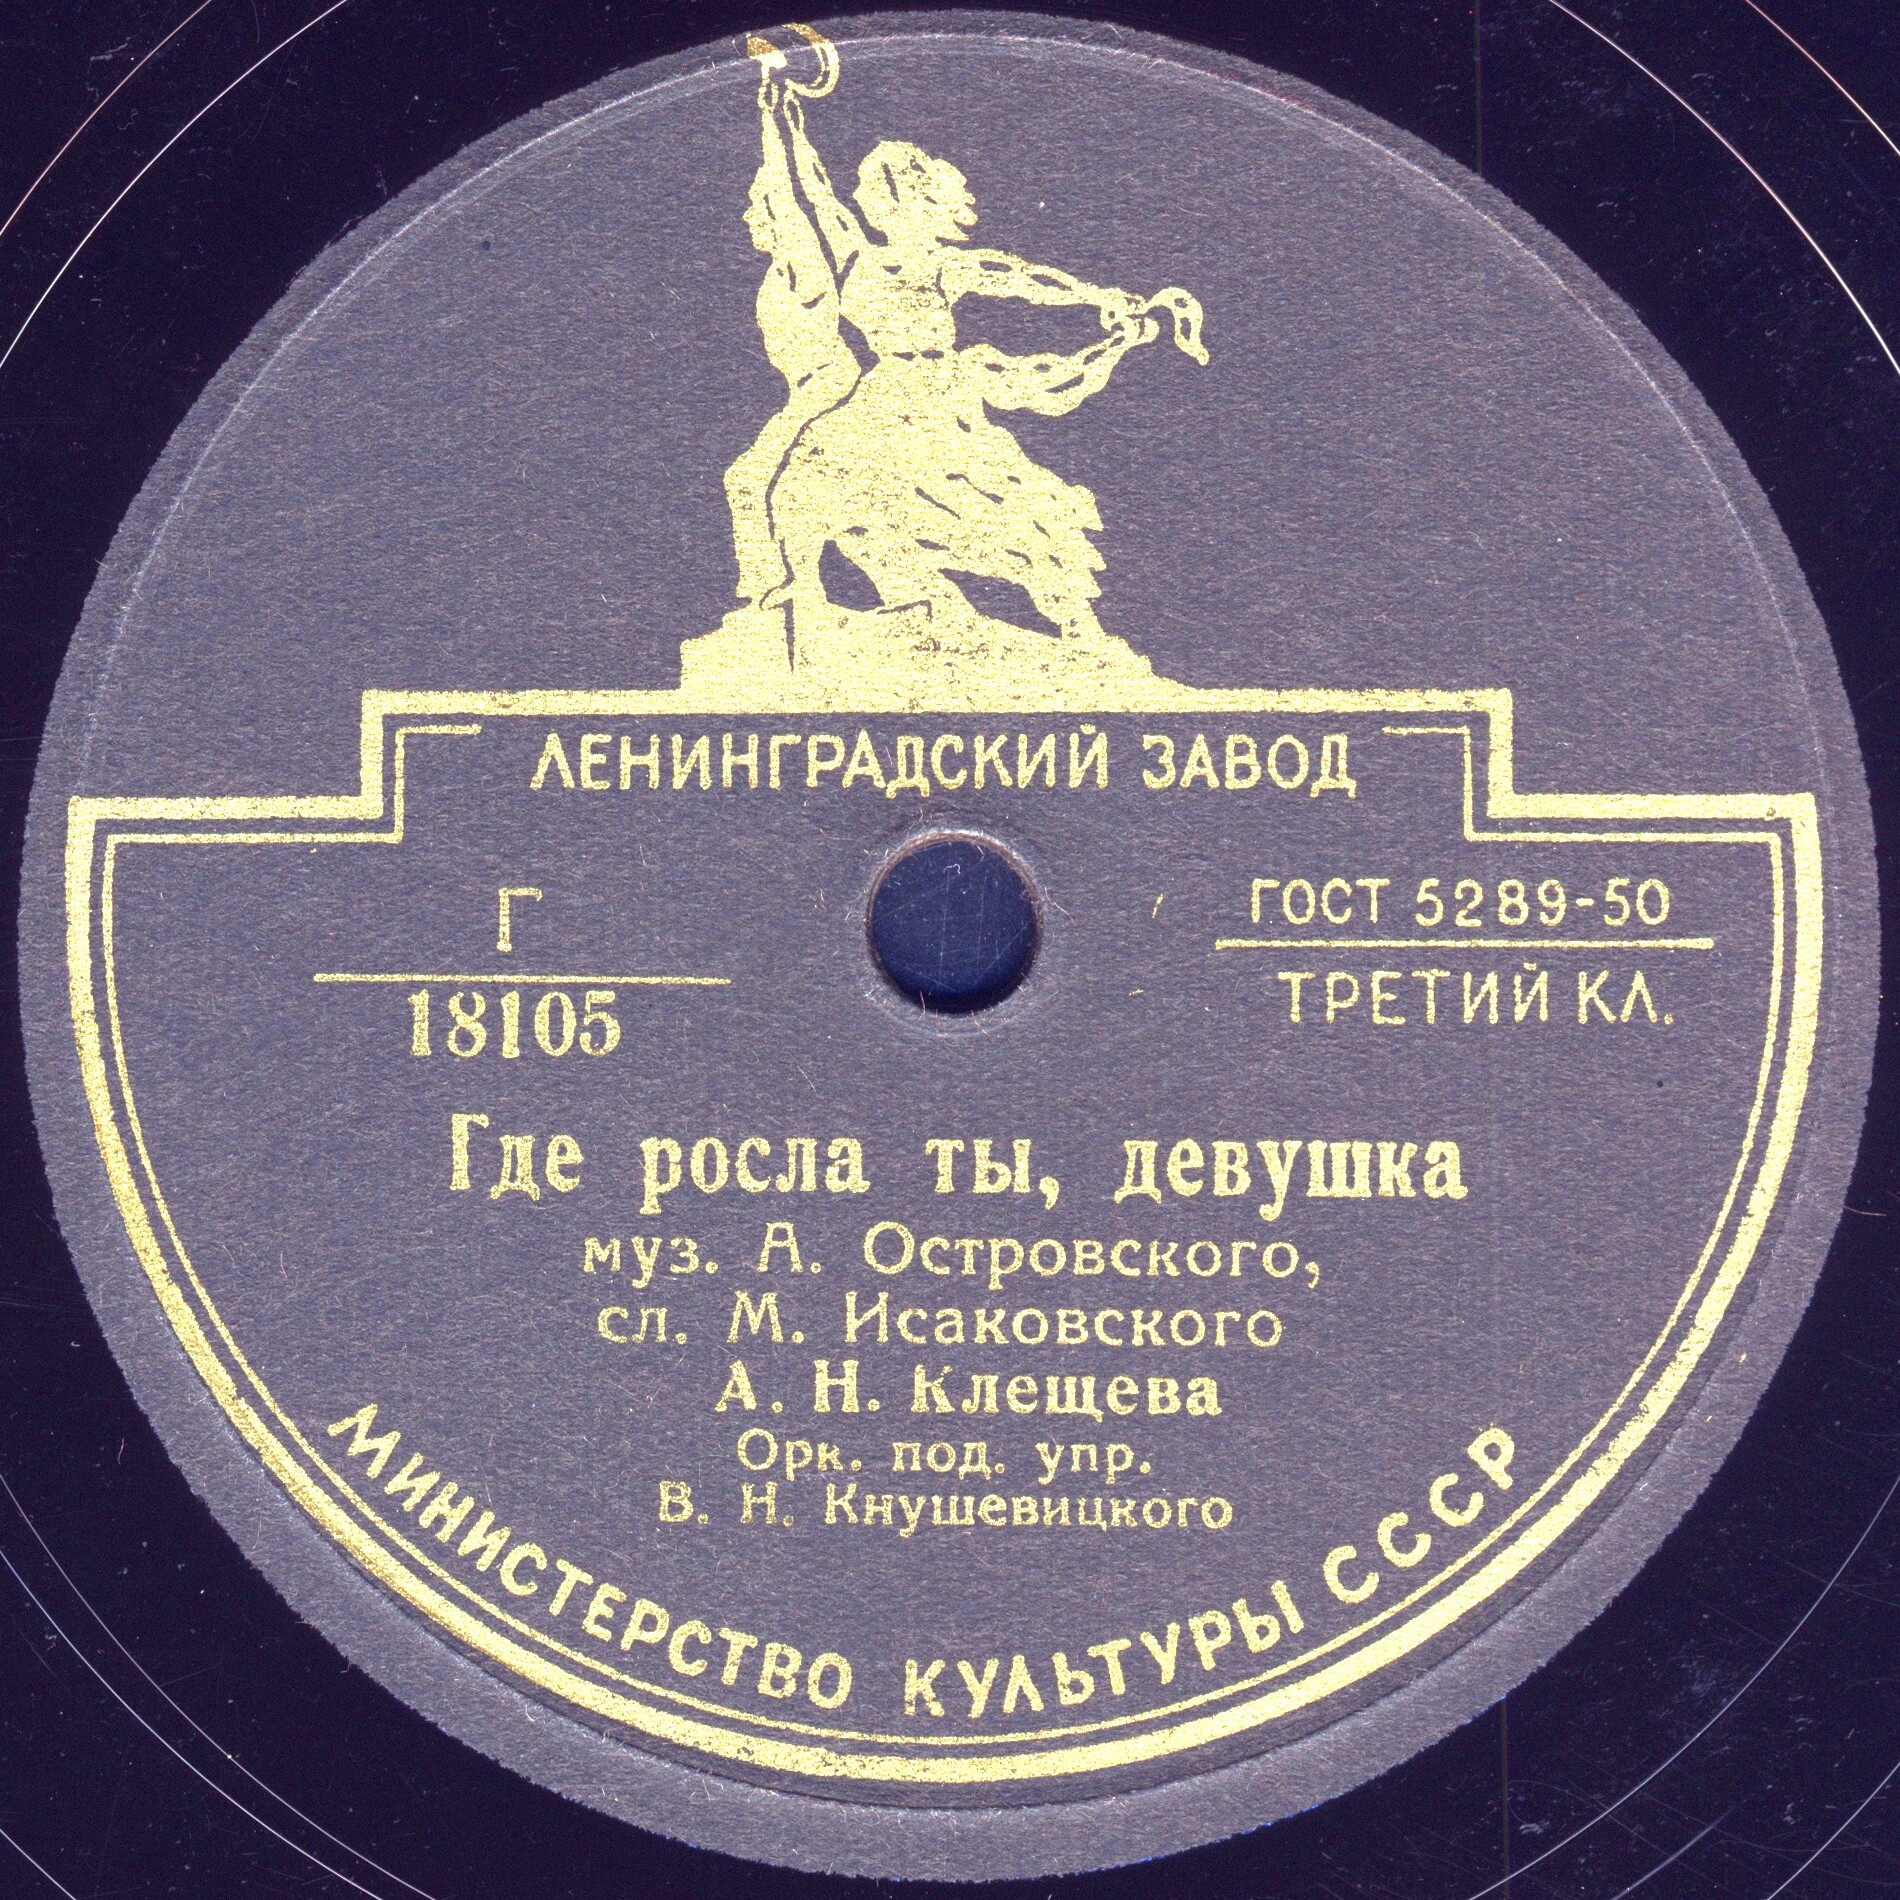 ЛЕНИНГРАДСКИЙ ЗАВОД
Г
18105
ГОСТ 5289-50
ТРЕТИЙ КЛ.
Где росла ты, девушка
муз. А. Островского,
сл. М. Исаковского
А. Н. Клещева
Орк. под. упр.
В. Н. Кнушевицкого
МИНИСТЕРСТВО КУЛЬТУРЫ СССР